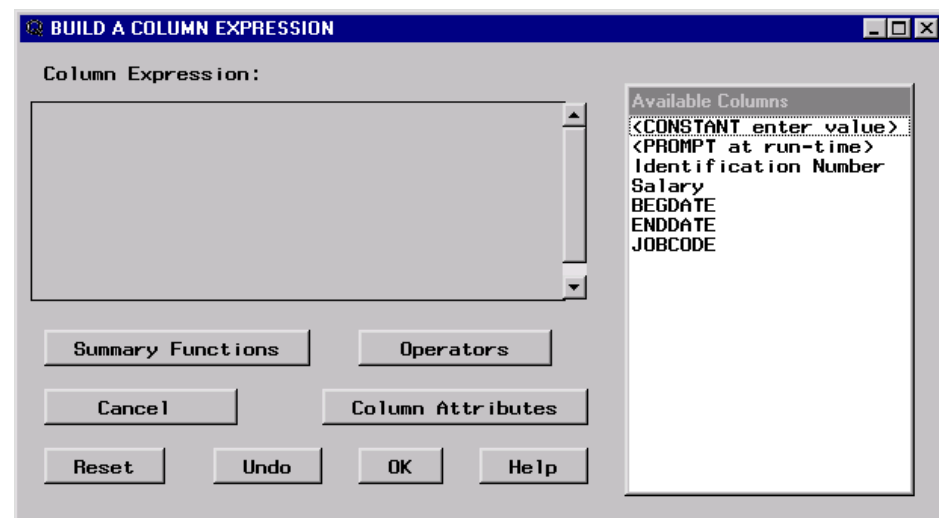 BUILD A COLUMN EXPRESSION
Column Expression:
Available Columns
<CONSTANT enter value>
<PROMPT at run-time>
Identification Number
Salary
BEGDATE
ENDDATE
JOBCODE
Summary Functions
Operators
Cancel
Column Attributes
Reset
Undo
OK
Help